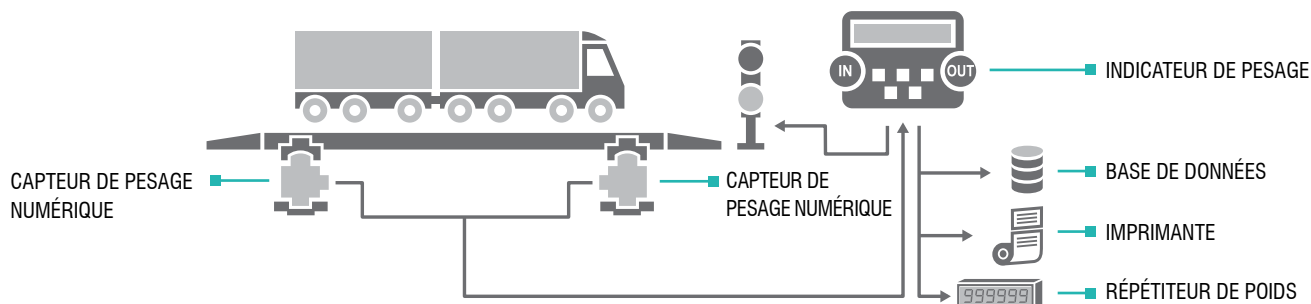 IN
OUT
INDICATEUR DE PESAGE
CAPTEUR DE PESAGE
NUMÉRIQUE
CAPTEUR DE
PESAGE NUMÉRIQUE
BASE DE DONNÉES
IMPRIMANTE
999999
RÉPÉTITEUR DE POIDS